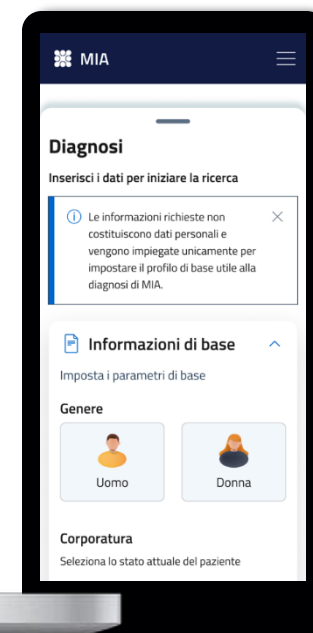 MIA
Diagnosi
Inserisci i dati per iniziare la ricerca
Le informazioni richieste non
costituiscono dati personali e
vengono impiegate unicamente per
impostare il profilo di base utile alla
diagnosi di MIA.
Informazioni di base
Imposta i parametri di base
Genere
Uomo
Donna
Corporatura
Seleziona lo stato attuale del paziente